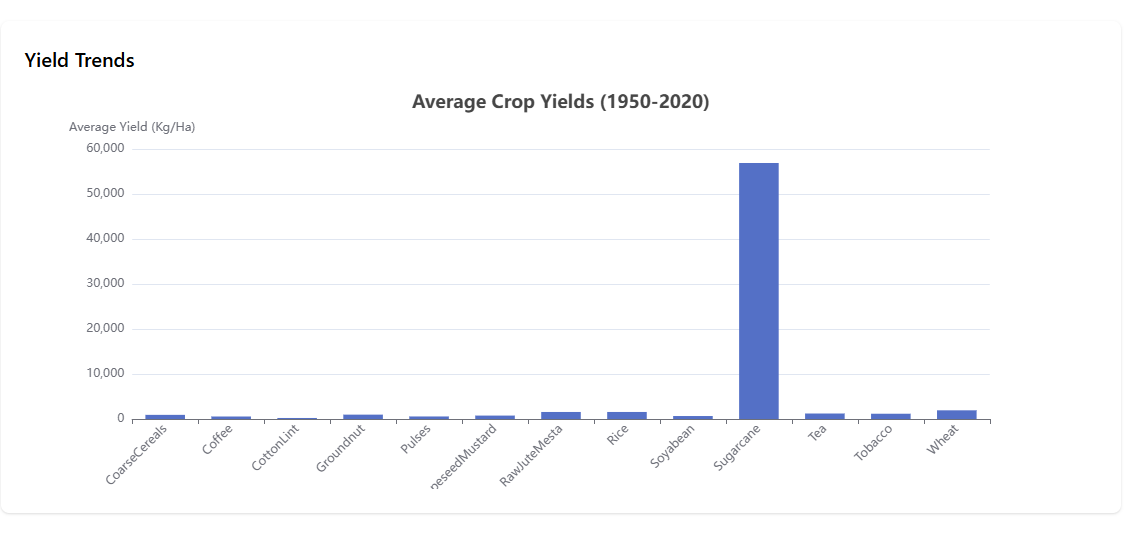 Yield Trends
Average Crop Yields (1950-2020)
Average Yield (Kg/Ha)
60,000
50,000
40,000
30,000
20,000
10,000
0
CoarseCereals
Coffee
CottonLint
Groundnut
Pulses
peseedMustard
RawJuteMesta
Rice
Soyabean
Sugarcane
Tea
Tobacco
Wheat